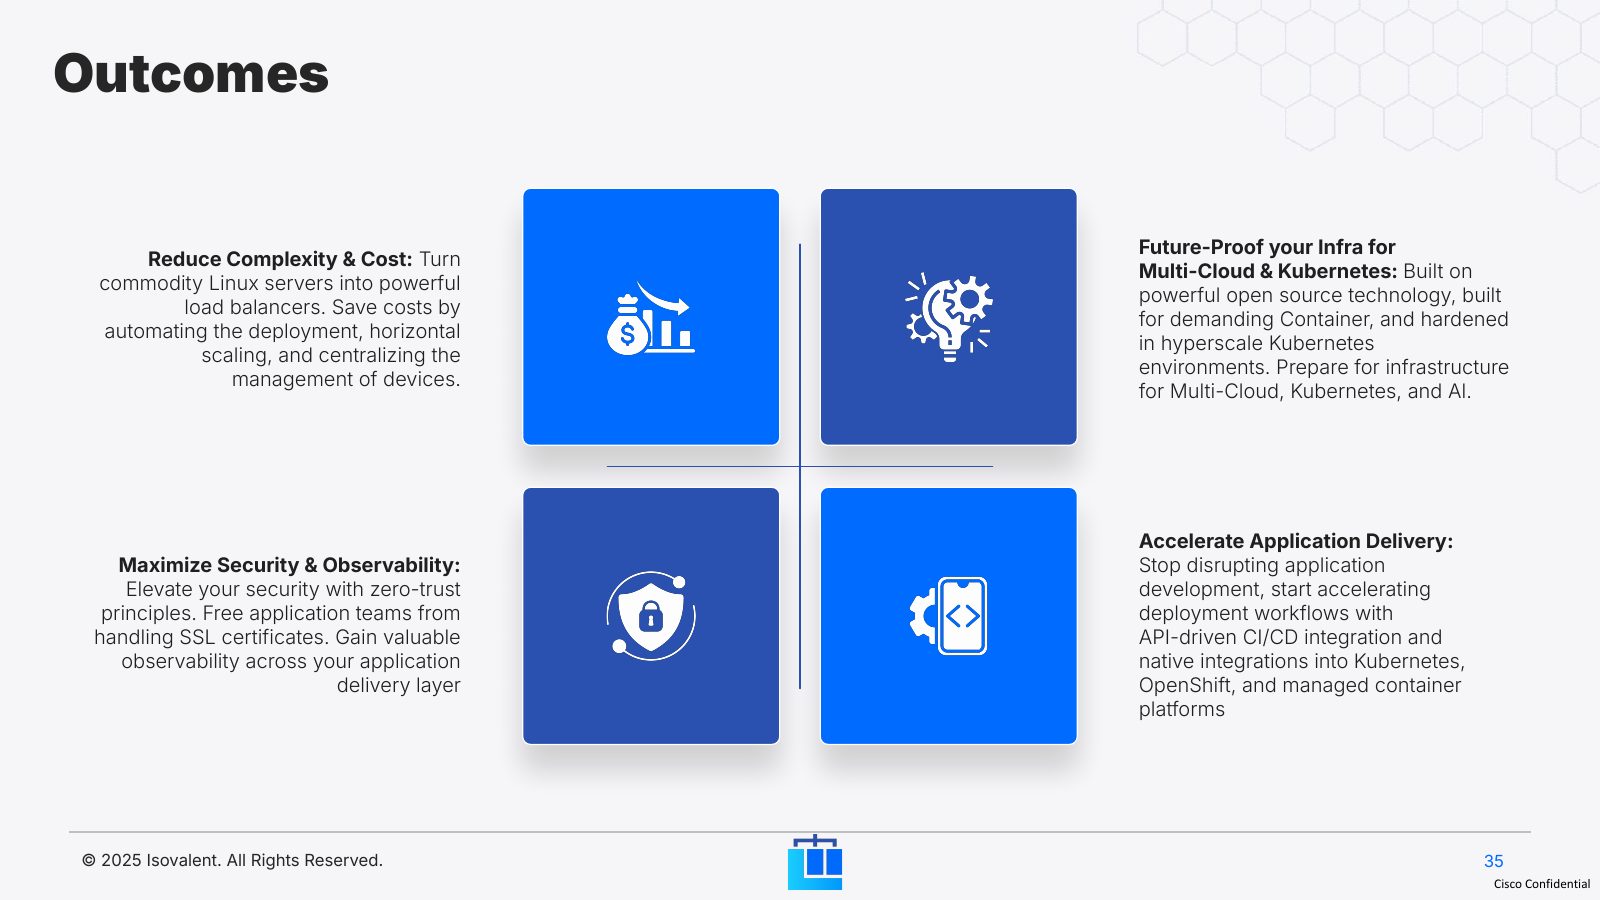 Outcomes
Reduce Complexity & Cost: Turn
commodity Linux servers into powerful
load balancers. Save costs by
automating the deployment, horizontal
scaling, and centralizing the
management of devices.
$
Future-Proof your Infra for
Multi-Cloud & Kubernetes: Built on
powerful open source technology, built
for demanding Container, and hardened
in hyperscale Kubernetes
environments. Prepare for infrastructure
for Multi-Cloud, Kubernetes, and AI.
Maximize Security & Observability:
Elevate your security with zero-trust
principles. Free application teams from
handling SSL certificates. Gain valuable
observability across your application
delivery layer
Accelerate Application Delivery:
Stop disrupting application
development, start accelerating
deployment workflows with
API-driven CI/CD integration and
native integrations into Kubernetes,
OpenShift, and managed container
platforms
© 2025 Isovalent. All Rights Reserved.
35
Cisco Confidential